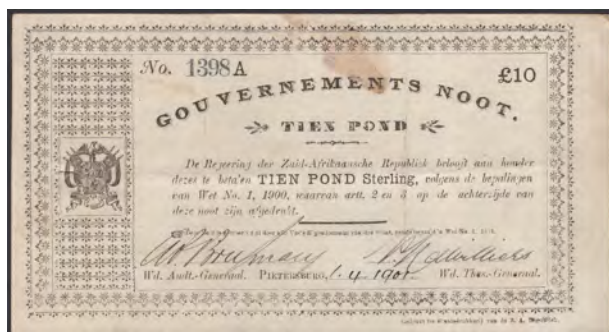 No. 1398A
£10
GOUVERNEMENTS NOOT.
TIEN POND
De Regeering der Zuid-Afrikaansche Republiek belooft aan houder
dezes te betalen TIEN POND Sterling, volgens de bepalingen
van Wet No. 1, 1900, waarvan artt. 2 en 3 op de achterzijde van
deze noot zijn afgedrukt.
Wd. Audt.-Generaal. PIETERSBURG, 1.4.1901 Wd. Thes.-Generaal.